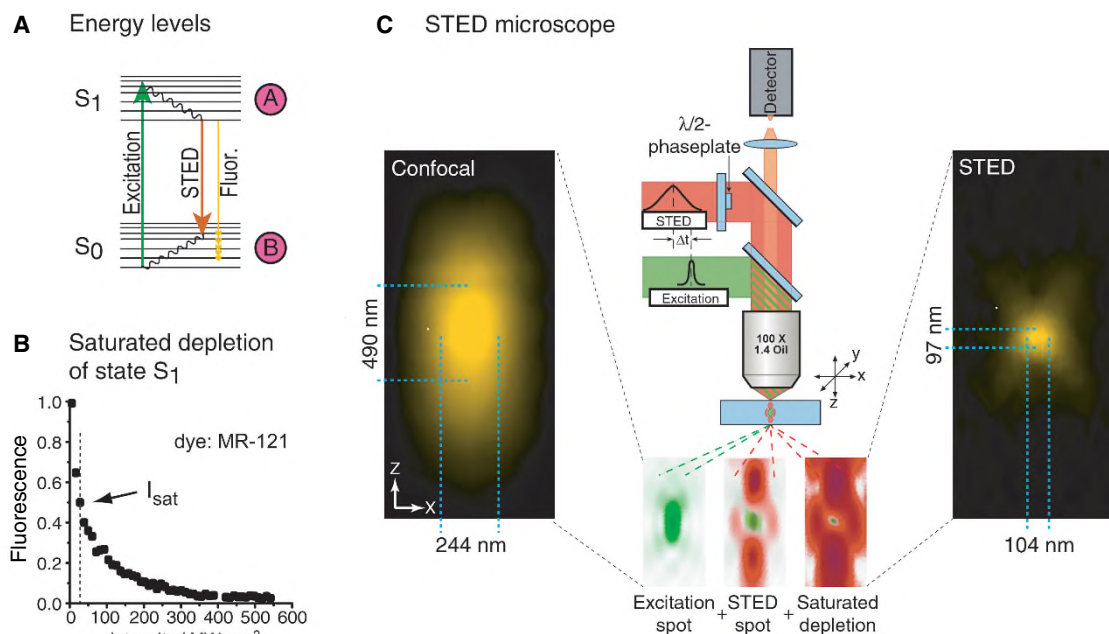 A Energy levels
S1
A
Excitation
STED
Fluor.
S0
B
B Saturated depletion
of state S1
1.0
0.8
0.6
0.4
0.2
0.0
Fluorescence
dye: MR-121
Isat
0 100 200 300 400 500 600
C STED microscope
Confocal
490 nm
Z
X
244 nm
Detector
λ/2-
phaseplate
STED
Δt
Excitation
100 X
1.4 Oil
y
x
z
Excitation
spot
+
STED
spot
+
Saturated
depletion
STED
97 nm
104 nm